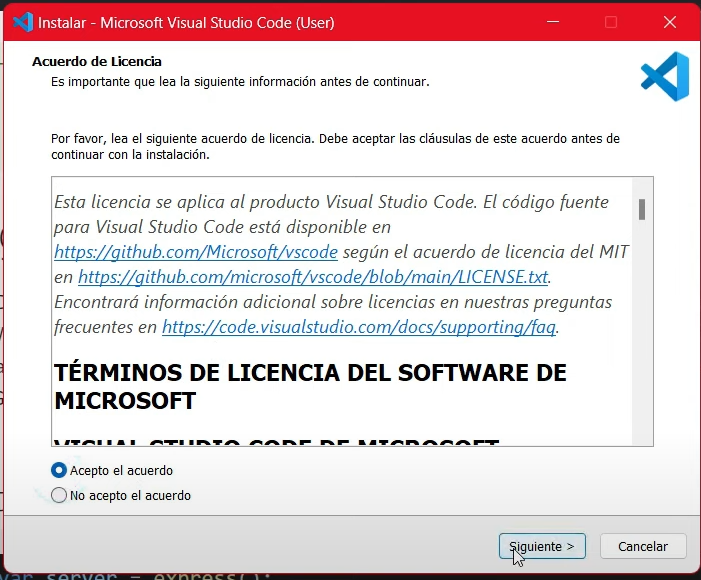 Instalar - Microsoft Visual Studio Code (User)
Acuerdo de Licencia
Es importante que lea la siguiente información antes de continuar.
Por favor, lea el siguiente acuerdo de licencia. Debe aceptar las cláusulas de este acuerdo antes de
continuar con la instalación.
Esta licencia se aplica al producto Visual Studio Code. El código fuente
para Visual Studio Code está disponible en
https://github.com/Microsoft/vscode según el acuerdo de licencia del MIT
en https://github.com/microsoft/vscode/blob/main/LICENSE.txt.
Encontrará información adicional sobre licencias en nuestras preguntas
frecuentes en https://code.visualstudio.com/docs/supporting/faq.
TÉRMINOS DE LICENCIA DEL SOFTWARE DE
MICROSOFT
VISUAL STUDIO CODE DE MICROSOFT
Acepto el acuerdo
No acepto el acuerdo
Siguiente >
Cancelar
var server = express();